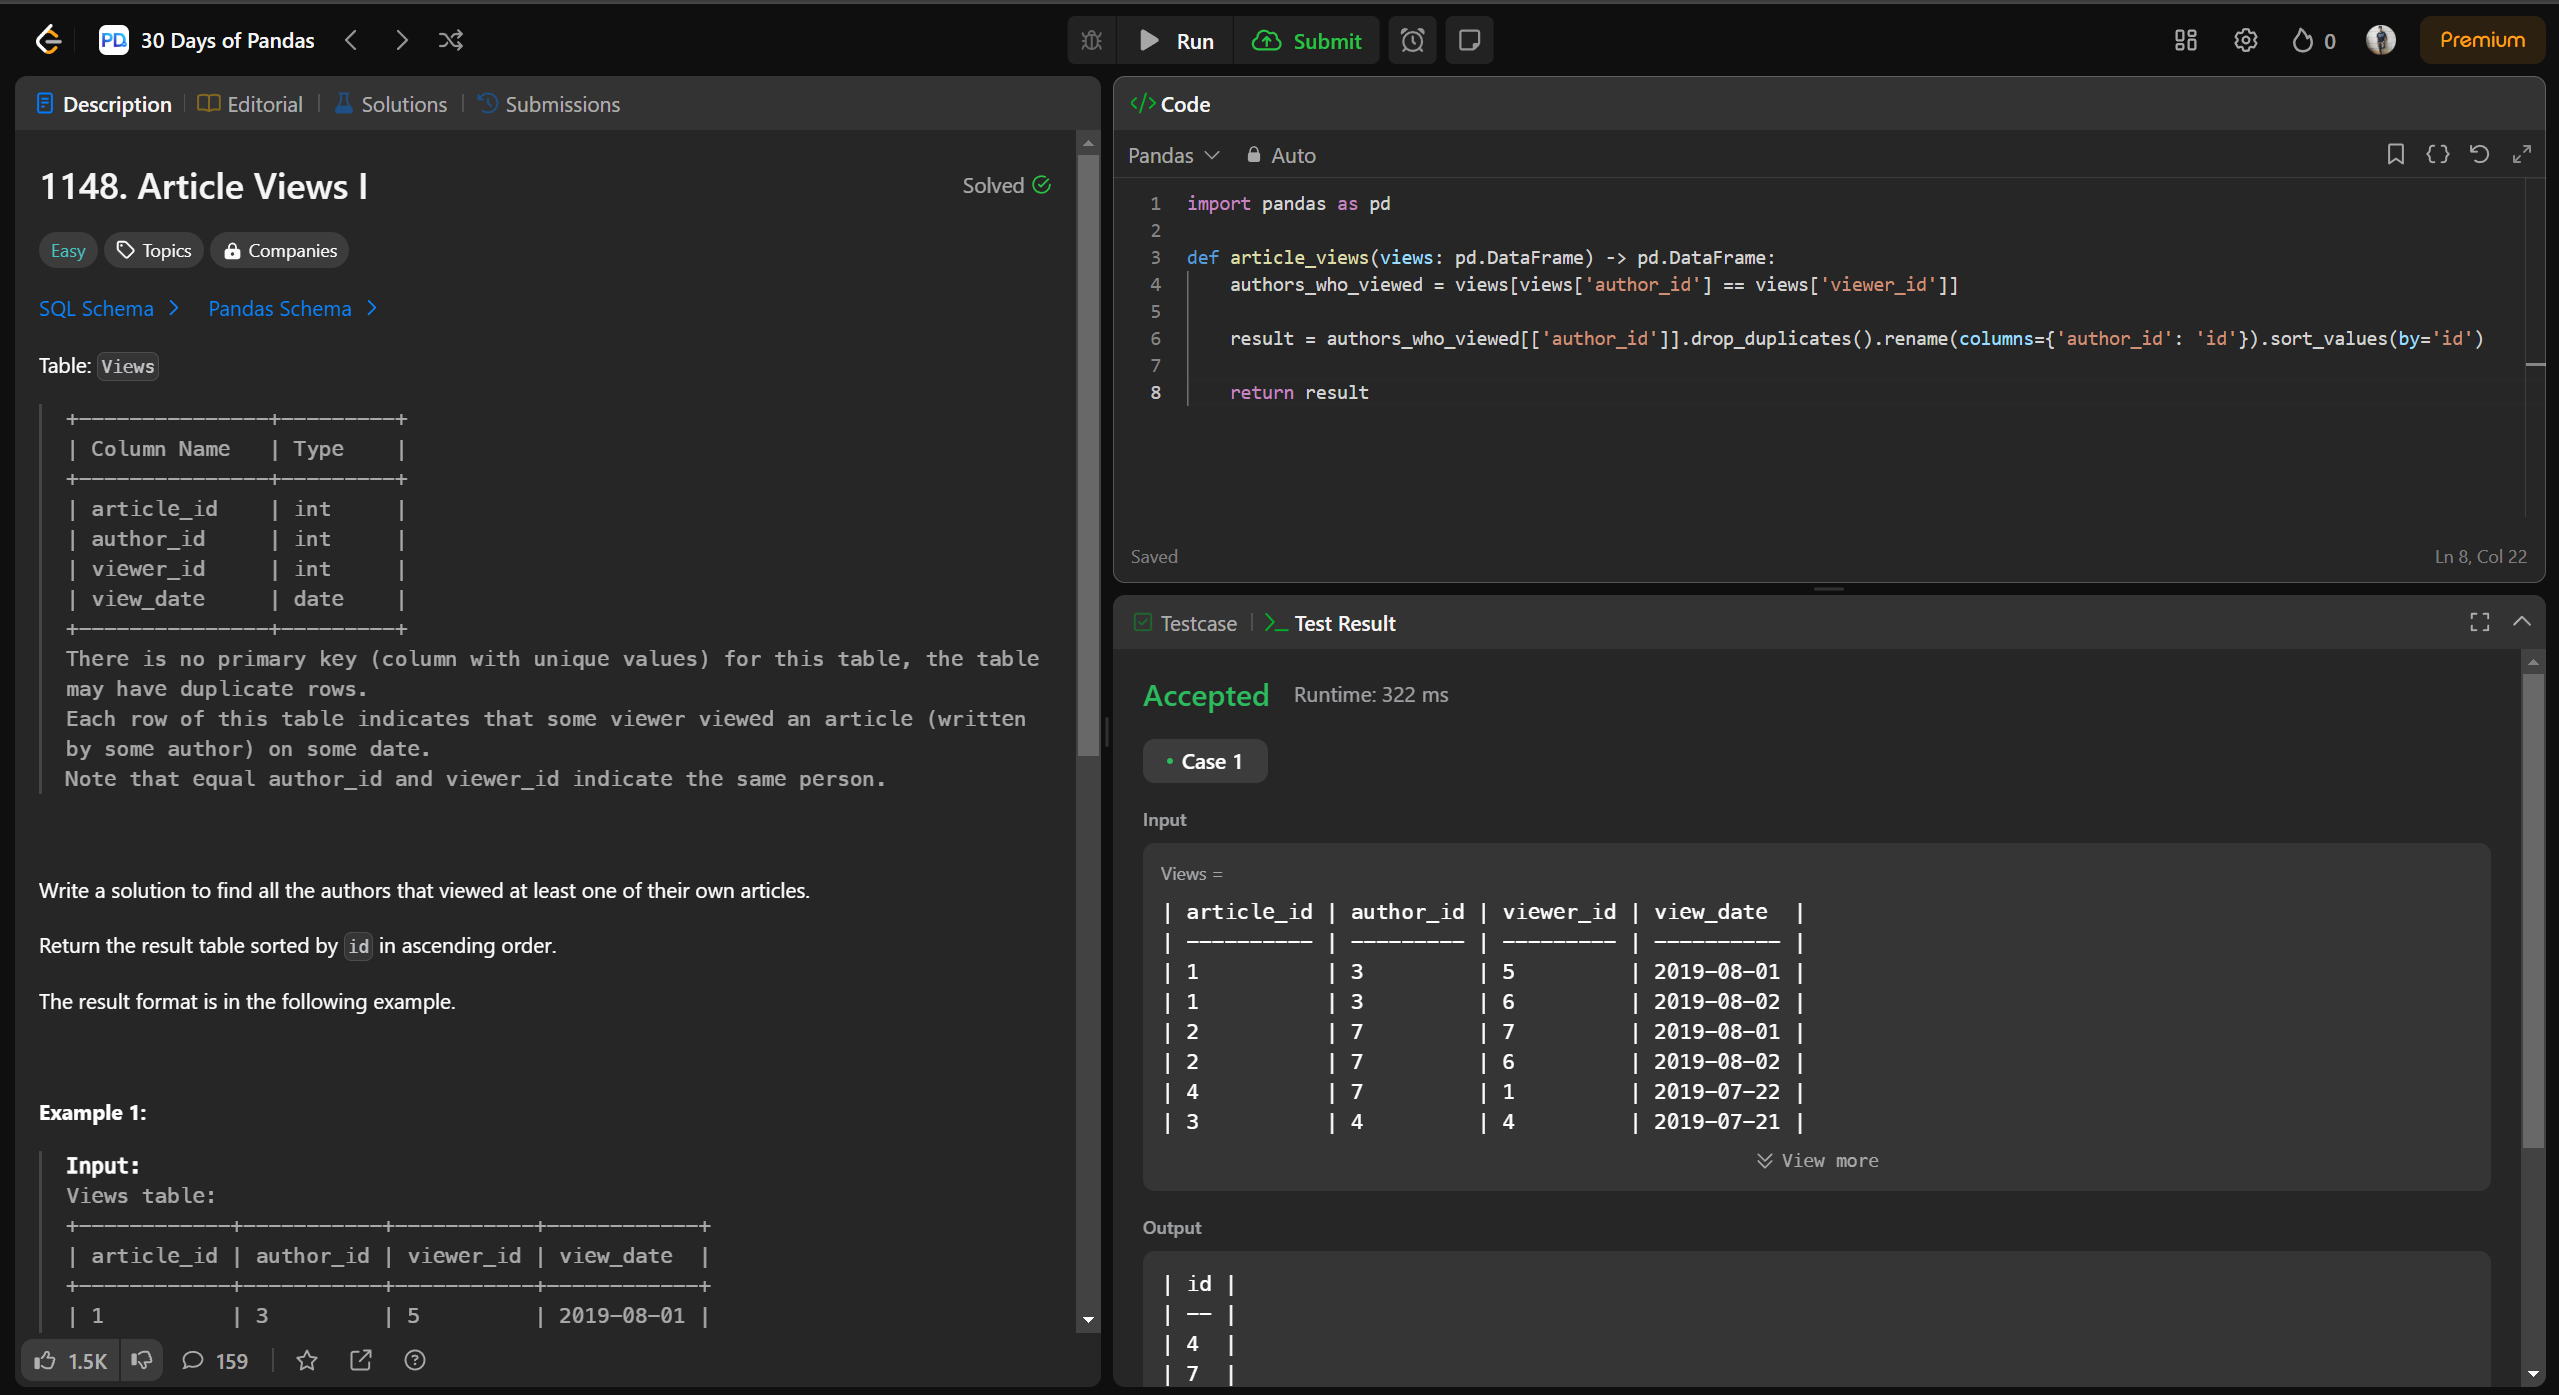 PD 30 Days of Pandas
Run
Submit
0
Premium
Description
Editorial
Solutions
Submissions
1148. Article Views I
Solved
Easy
Topics
Companies
SQL Schema
Pandas Schema
Table: Views
+---------------+---------+
| Column Name   | Type    |
+---------------+---------+
| article_id    | int     |
| author_id     | int     |
| viewer_id     | int     |
| view_date     | date    |
+---------------+---------+
There is no primary key (column with unique values) for this table, the table
may have duplicate rows.
Each row of this table indicates that some viewer viewed an article (written
by some author) on some date.
Note that equal author_id and viewer_id indicate the same person.
Write a solution to find all the authors that viewed at least one of their own articles.
Return the result table sorted by id in ascending order.
The result format is in the following example.
Example 1:
Input:
Views table:
+------------+-----------+-----------+------------+
| article_id | author_id | viewer_id | view_date  |
+------------+-----------+-----------+------------+
| 1          | 3         | 5         | 2019-08-01 |
1.5K
159
</> Code
Pandas
Auto
1 import pandas as pd
2
3 def article_views(views: pd.DataFrame) -> pd.DataFrame:
4     authors_who_viewed = views[views['author_id'] == views['viewer_id']]
5
6     result = authors_who_viewed[['author_id']].drop_duplicates().rename(columns={'author_id': 'id'}).sort_values(by='id')
7
8     return result
Saved
Ln 8, Col 22
Testcase
>_ Test Result
Accepted
Runtime: 322 ms
• Case 1
Input
Views =
| article_id | author_id | viewer_id | view_date  |
| ---------- | --------- | --------- | ---------- |
| 1          | 3         | 5         | 2019-08-01 |
| 1          | 3         | 6         | 2019-08-02 |
| 2          | 7         | 7         | 2019-08-01 |
| 2          | 7         | 6         | 2019-08-02 |
| 4          | 7         | 1         | 2019-07-22 |
| 3          | 4         | 4         | 2019-07-21 |
View more
Output
| id |
| -- |
| 4  |
| 7  |